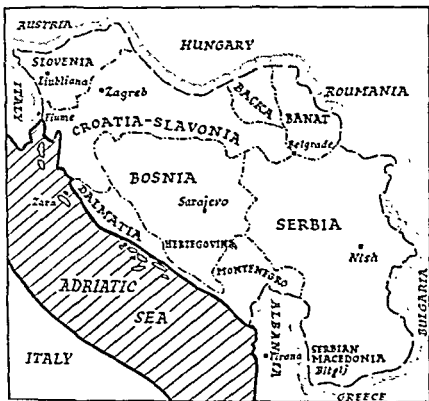 AUSTRIA
HUNGARY
SLOVENIA
Liubliana
Zagreb
ITALY
Fiume
ROUMANIA
BACKA
BANAT
CROATIA-SLAVONIA
Belgrade
BOSNIA
Sarajevo
Zara
DALMATIA
SERBIA
HERTEGOVINA
Nish
MONTENEGRO
ADRIATIC
SEA
ALBANIA
BULGARIA
Tirana
SERBIAN
MACEDONIA
Bitolj
ITALY
GREECE